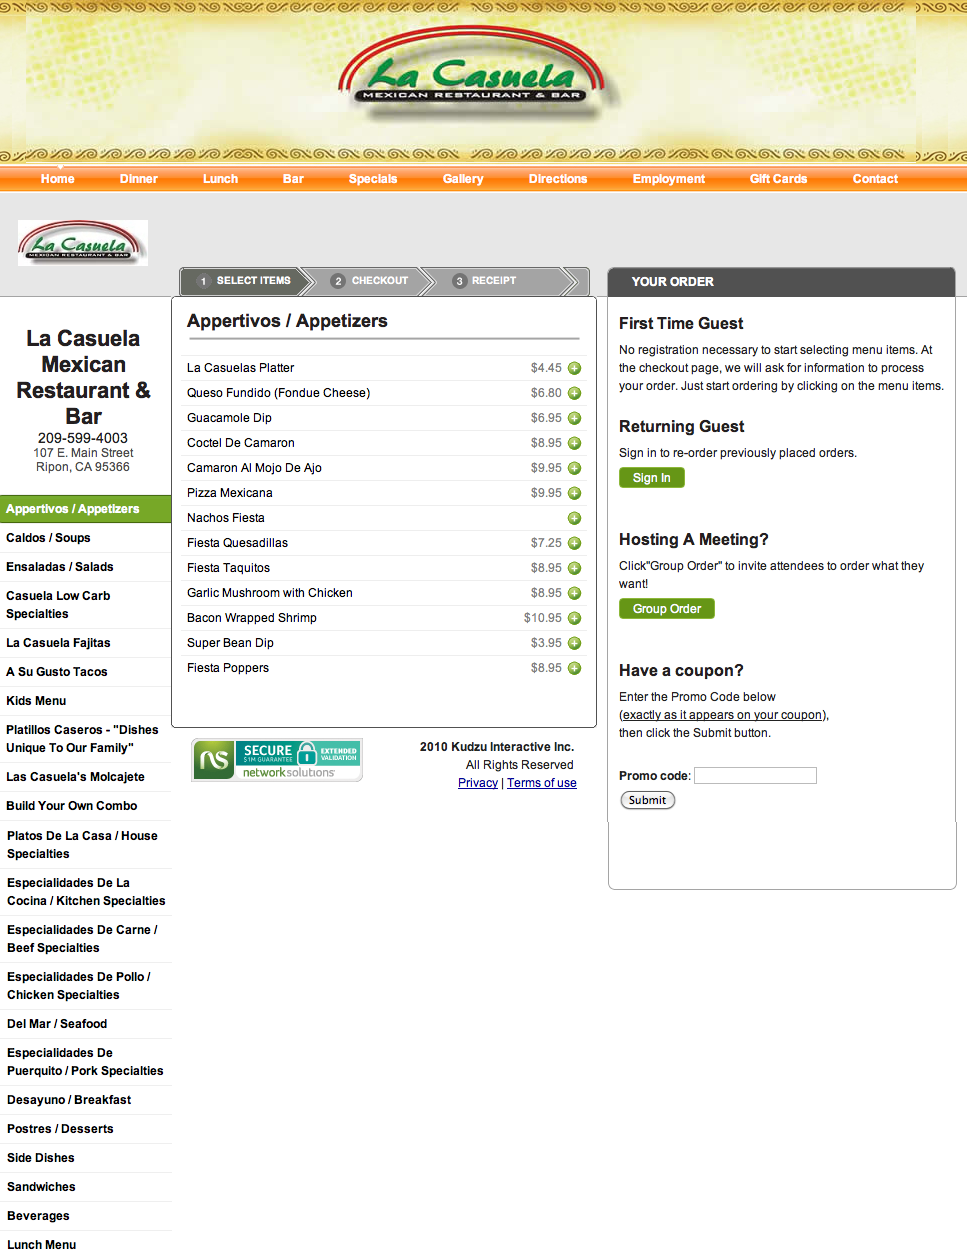 La Casuela
MEXICAN RESTAURANT & BAR
Home Dinner Lunch Bar Specials Gallery Directions Employment Gift Cards Contact
La Casuela
MEXICAN RESTAURANT & BAR
1 SELECT ITEMS 2 CHECKOUT 3 RECEIPT
La Casuela
Mexican
Restaurant &
Bar
209-599-4003
107 E. Main Street
Ripon, CA 95366
Appertivos / Appetizers
Caldos / Soups
Ensaladas / Salads
Casuela Low Carb
Specialties
La Casuela Fajitas
A Su Gusto Tacos
Kids Menu
Platillos Caseros - "Dishes
Unique To Our Family"
Las Casuela's Molcajete
Build Your Own Combo
Platos De La Casa / House
Specialties
Especialidades De La
Cocina / Kitchen Specialties
Especialidades De Carne /
Beef Specialties
Especialidades De Pollo /
Chicken Specialties
Del Mar / Seafood
Especialidades De
Puerquito / Pork Specialties
Desayuno / Breakfast
Postres / Desserts
Side Dishes
Sandwiches
Beverages
Lunch Menu
Appertivos / Appetizers
La Casuelas Platter $4.45
Queso Fundido (Fondue Cheese) $6.80
Guacamole Dip $6.95
Coctel De Camaron $8.95
Camaron Al Mojo De Ajo $9.95
Pizza Mexicana $9.95
Nachos Fiesta
Fiesta Quesadillas $7.25
Fiesta Taquitos $8.95
Garlic Mushroom with Chicken $8.95
Bacon Wrapped Shrimp $10.95
Super Bean Dip $3.95
Fiesta Poppers $8.95
ns SECURE EXTENDED
$1M GUARANTEE VALIDATION
networksolutions
2010 Kudzu Interactive Inc.
All Rights Reserved
Privacy | Terms of use
YOUR ORDER
First Time Guest
No registration necessary to start selecting menu items. At
the checkout page, we will ask for information to process
your order. Just start ordering by clicking on the menu items.
Returning Guest
Sign in to re-order previously placed orders.
Sign In
Hosting A Meeting?
Click"Group Order" to invite attendees to order what they
want!
Group Order
Have a coupon?
Enter the Promo Code below
(exactly as it appears on your coupon),
then click the Submit button.
Promo code:
Submit